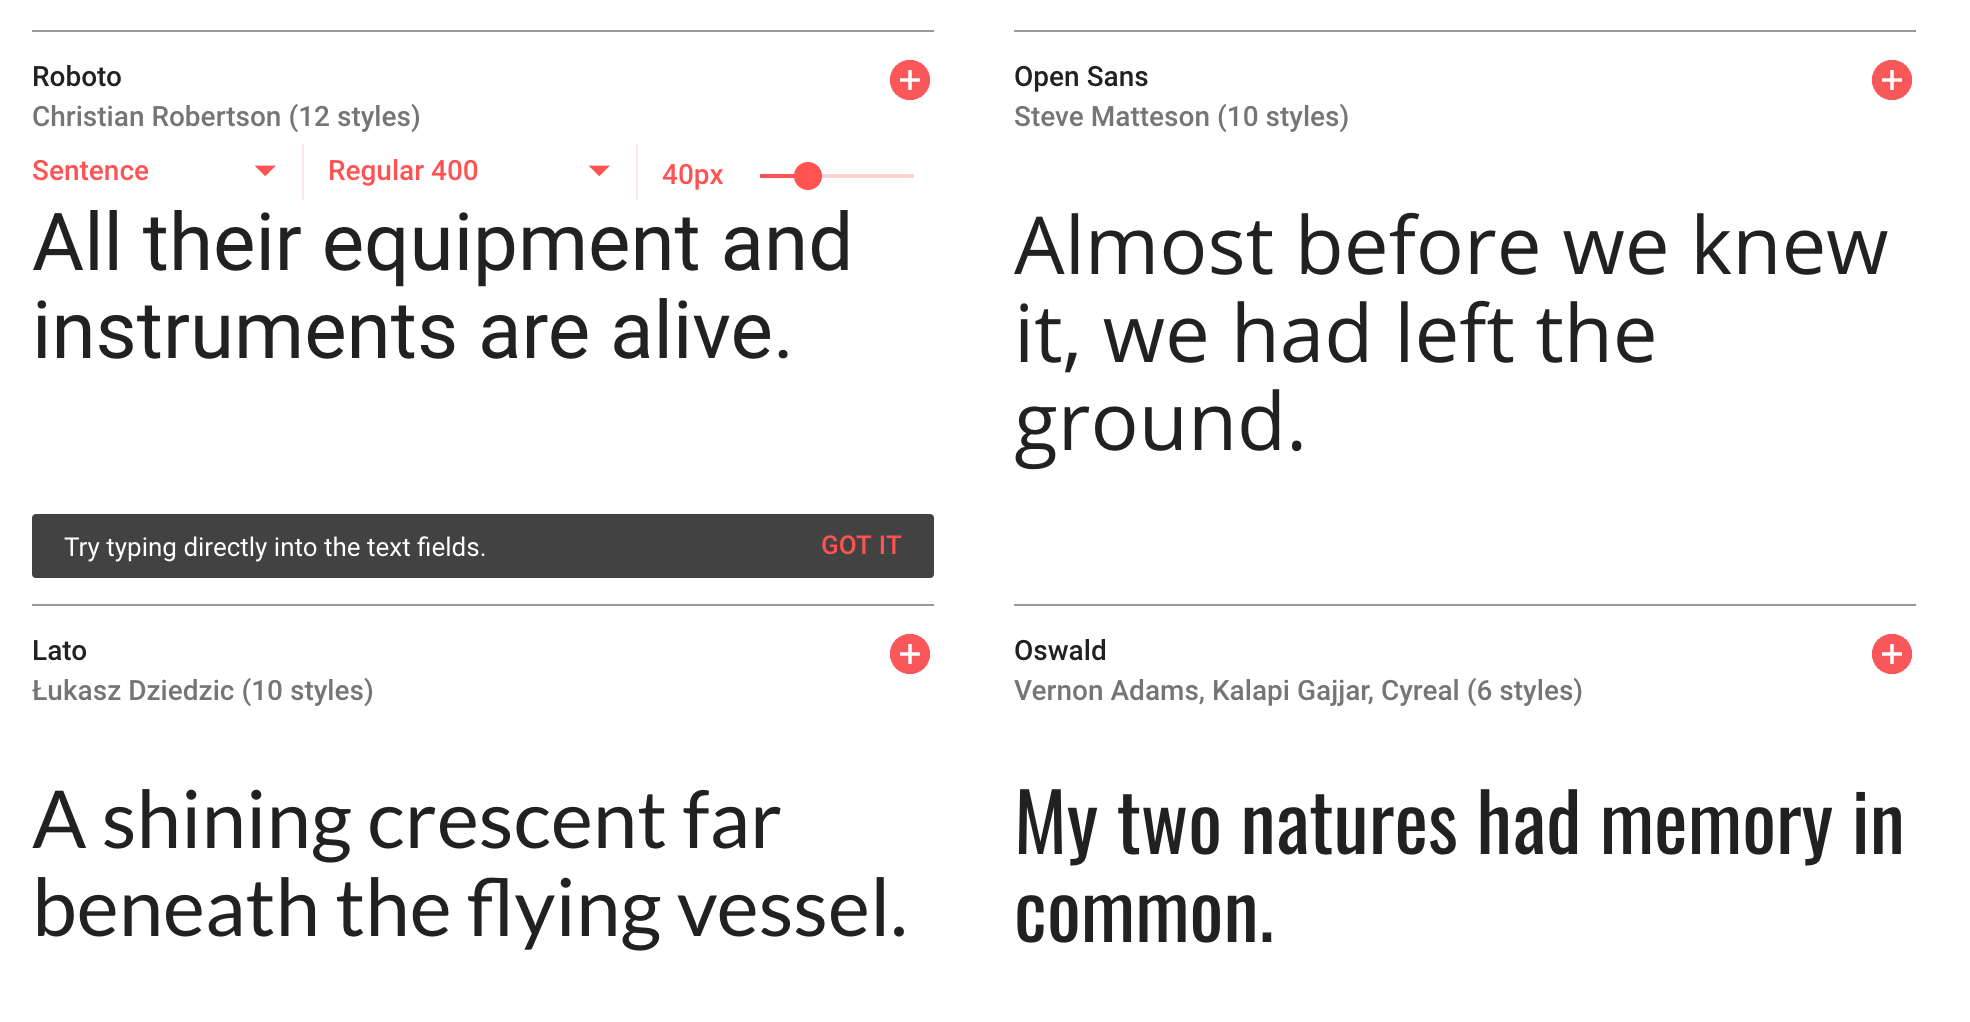 Roboto
Christian Robertson (12 styles)
Sentence
Regular 400
40px
All their equipment and
instruments are alive.
Try typing directly into the text fields.
GOT IT
Open Sans
Steve Matteson (10 styles)
Almost before we knew
it, we had left the
ground.
Lato
Łukasz Dziedzic (10 styles)
A shining crescent far
beneath the flying vessel.
Oswald
Vernon Adams, Kalapi Gajjar, Cyreal (6 styles)
My two natures had memory in
common.